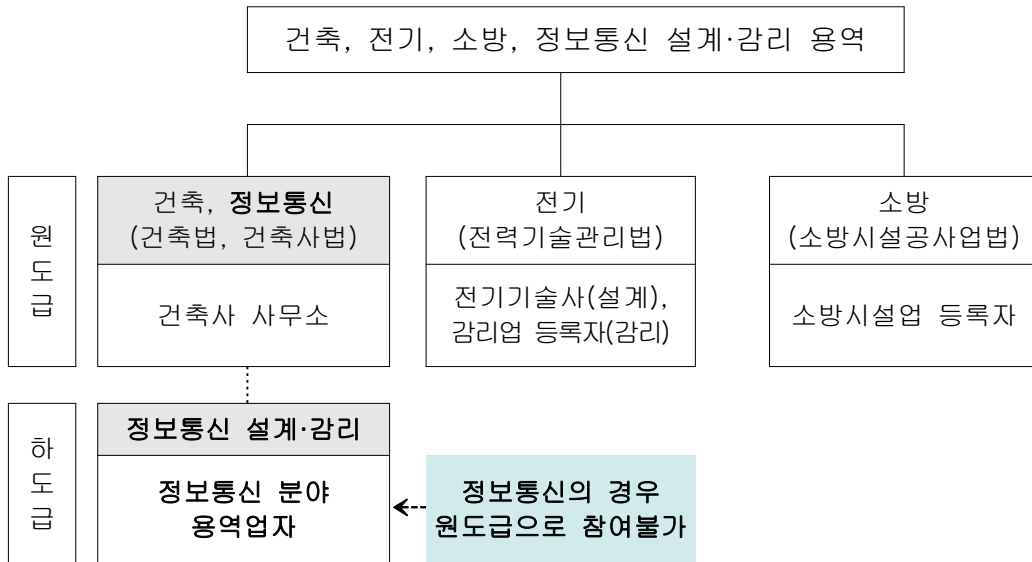 건축, 전기, 소방, 정보통신 설계·감리 용역
원
도
급
건축, 정보통신
(건축법, 건축사법)
건축사 사무소
전기
(전력기술관리법)
전기기술사(설계),
감리업 등록자(감리)
소방
(소방시설공사업법)
소방시설업 등록자
하
도
급
정보통신 설계·감리
정보통신 분야
용역업자
정보통신의 경우
원도급으로 참여불가